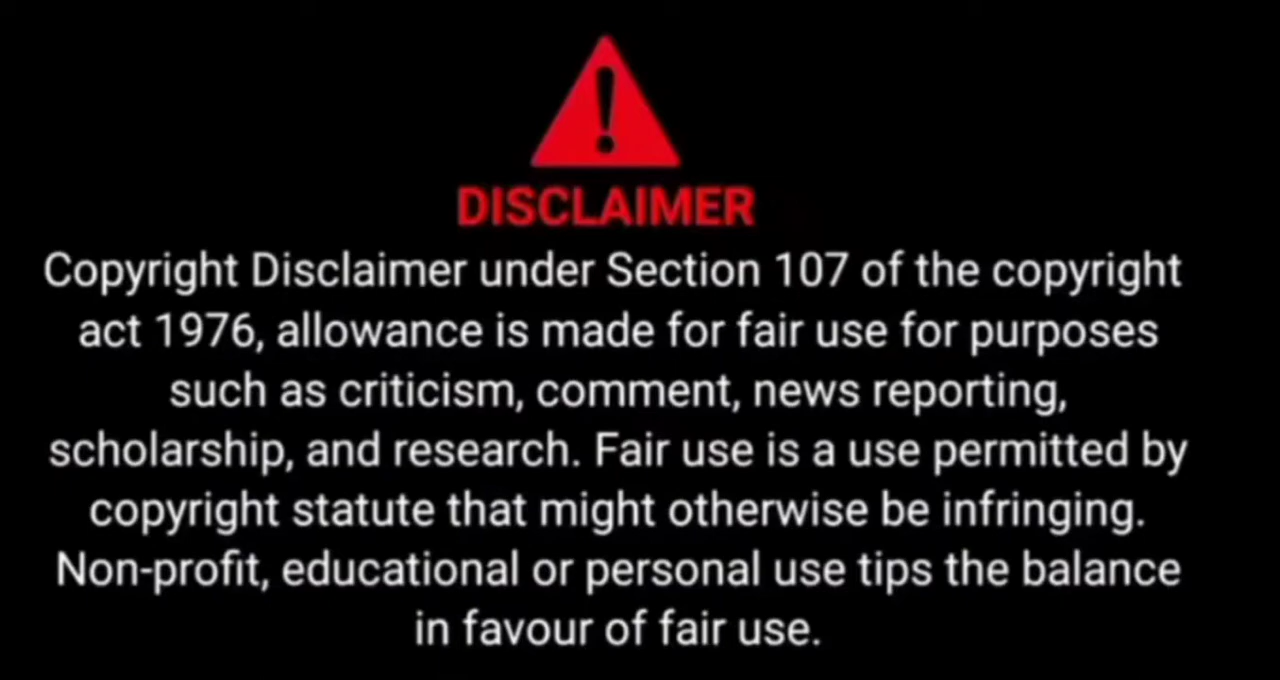 DISCLAIMER
Copyright Disclaimer under Section 107 of the copyright
act 1976, allowance is made for fair use for purposes
such as criticism, comment, news reporting,
scholarship, and research. Fair use is a use permitted by
copyright statute that might otherwise be infringing.
Non-profit, educational or personal use tips the balance
in favour of fair use.